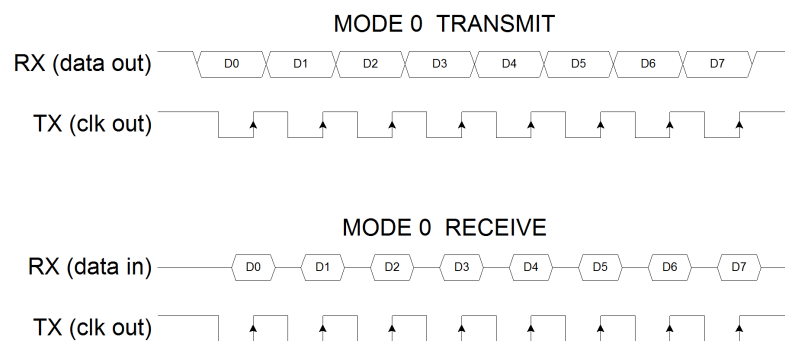 MODE 0 TRANSMIT
RX (data out) D0 D1 D2 D3 D4 D5 D6 D7
TX (clk out)
MODE 0 RECEIVE
RX (data in) D0 D1 D2 D3 D4 D5 D6 D7
TX (clk out)